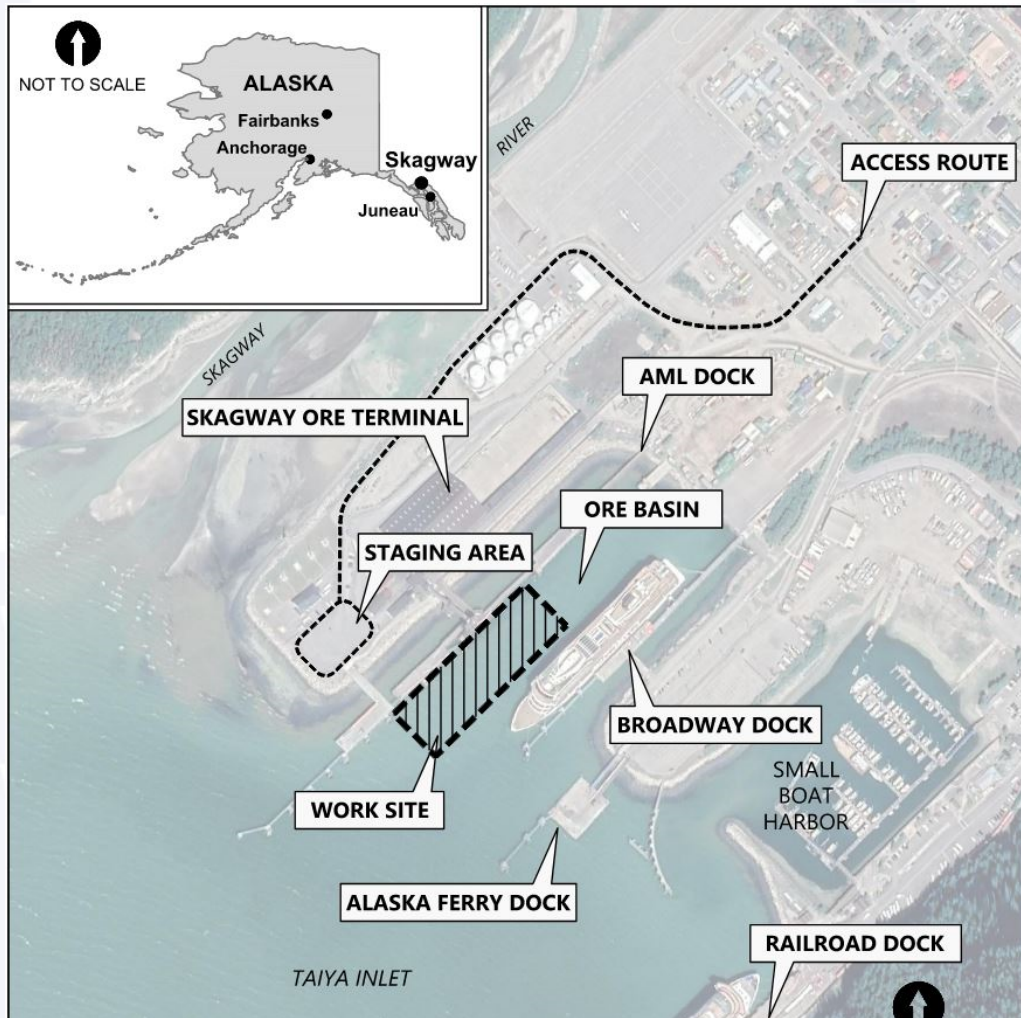 NOT TO SCALE
ALASKA
Fairbanks
Anchorage
Skagway
Juneau
RIVER
ACCESS ROUTE
SKAGWAY
AML DOCK
SKAGWAY ORE TERMINAL
ORE BASIN
STAGING AREA
BROADWAY DOCK
SMALL
BOAT
HARBOR
WORK SITE
ALASKA FERRY DOCK
RAILROAD DOCK
TAIYA INLET